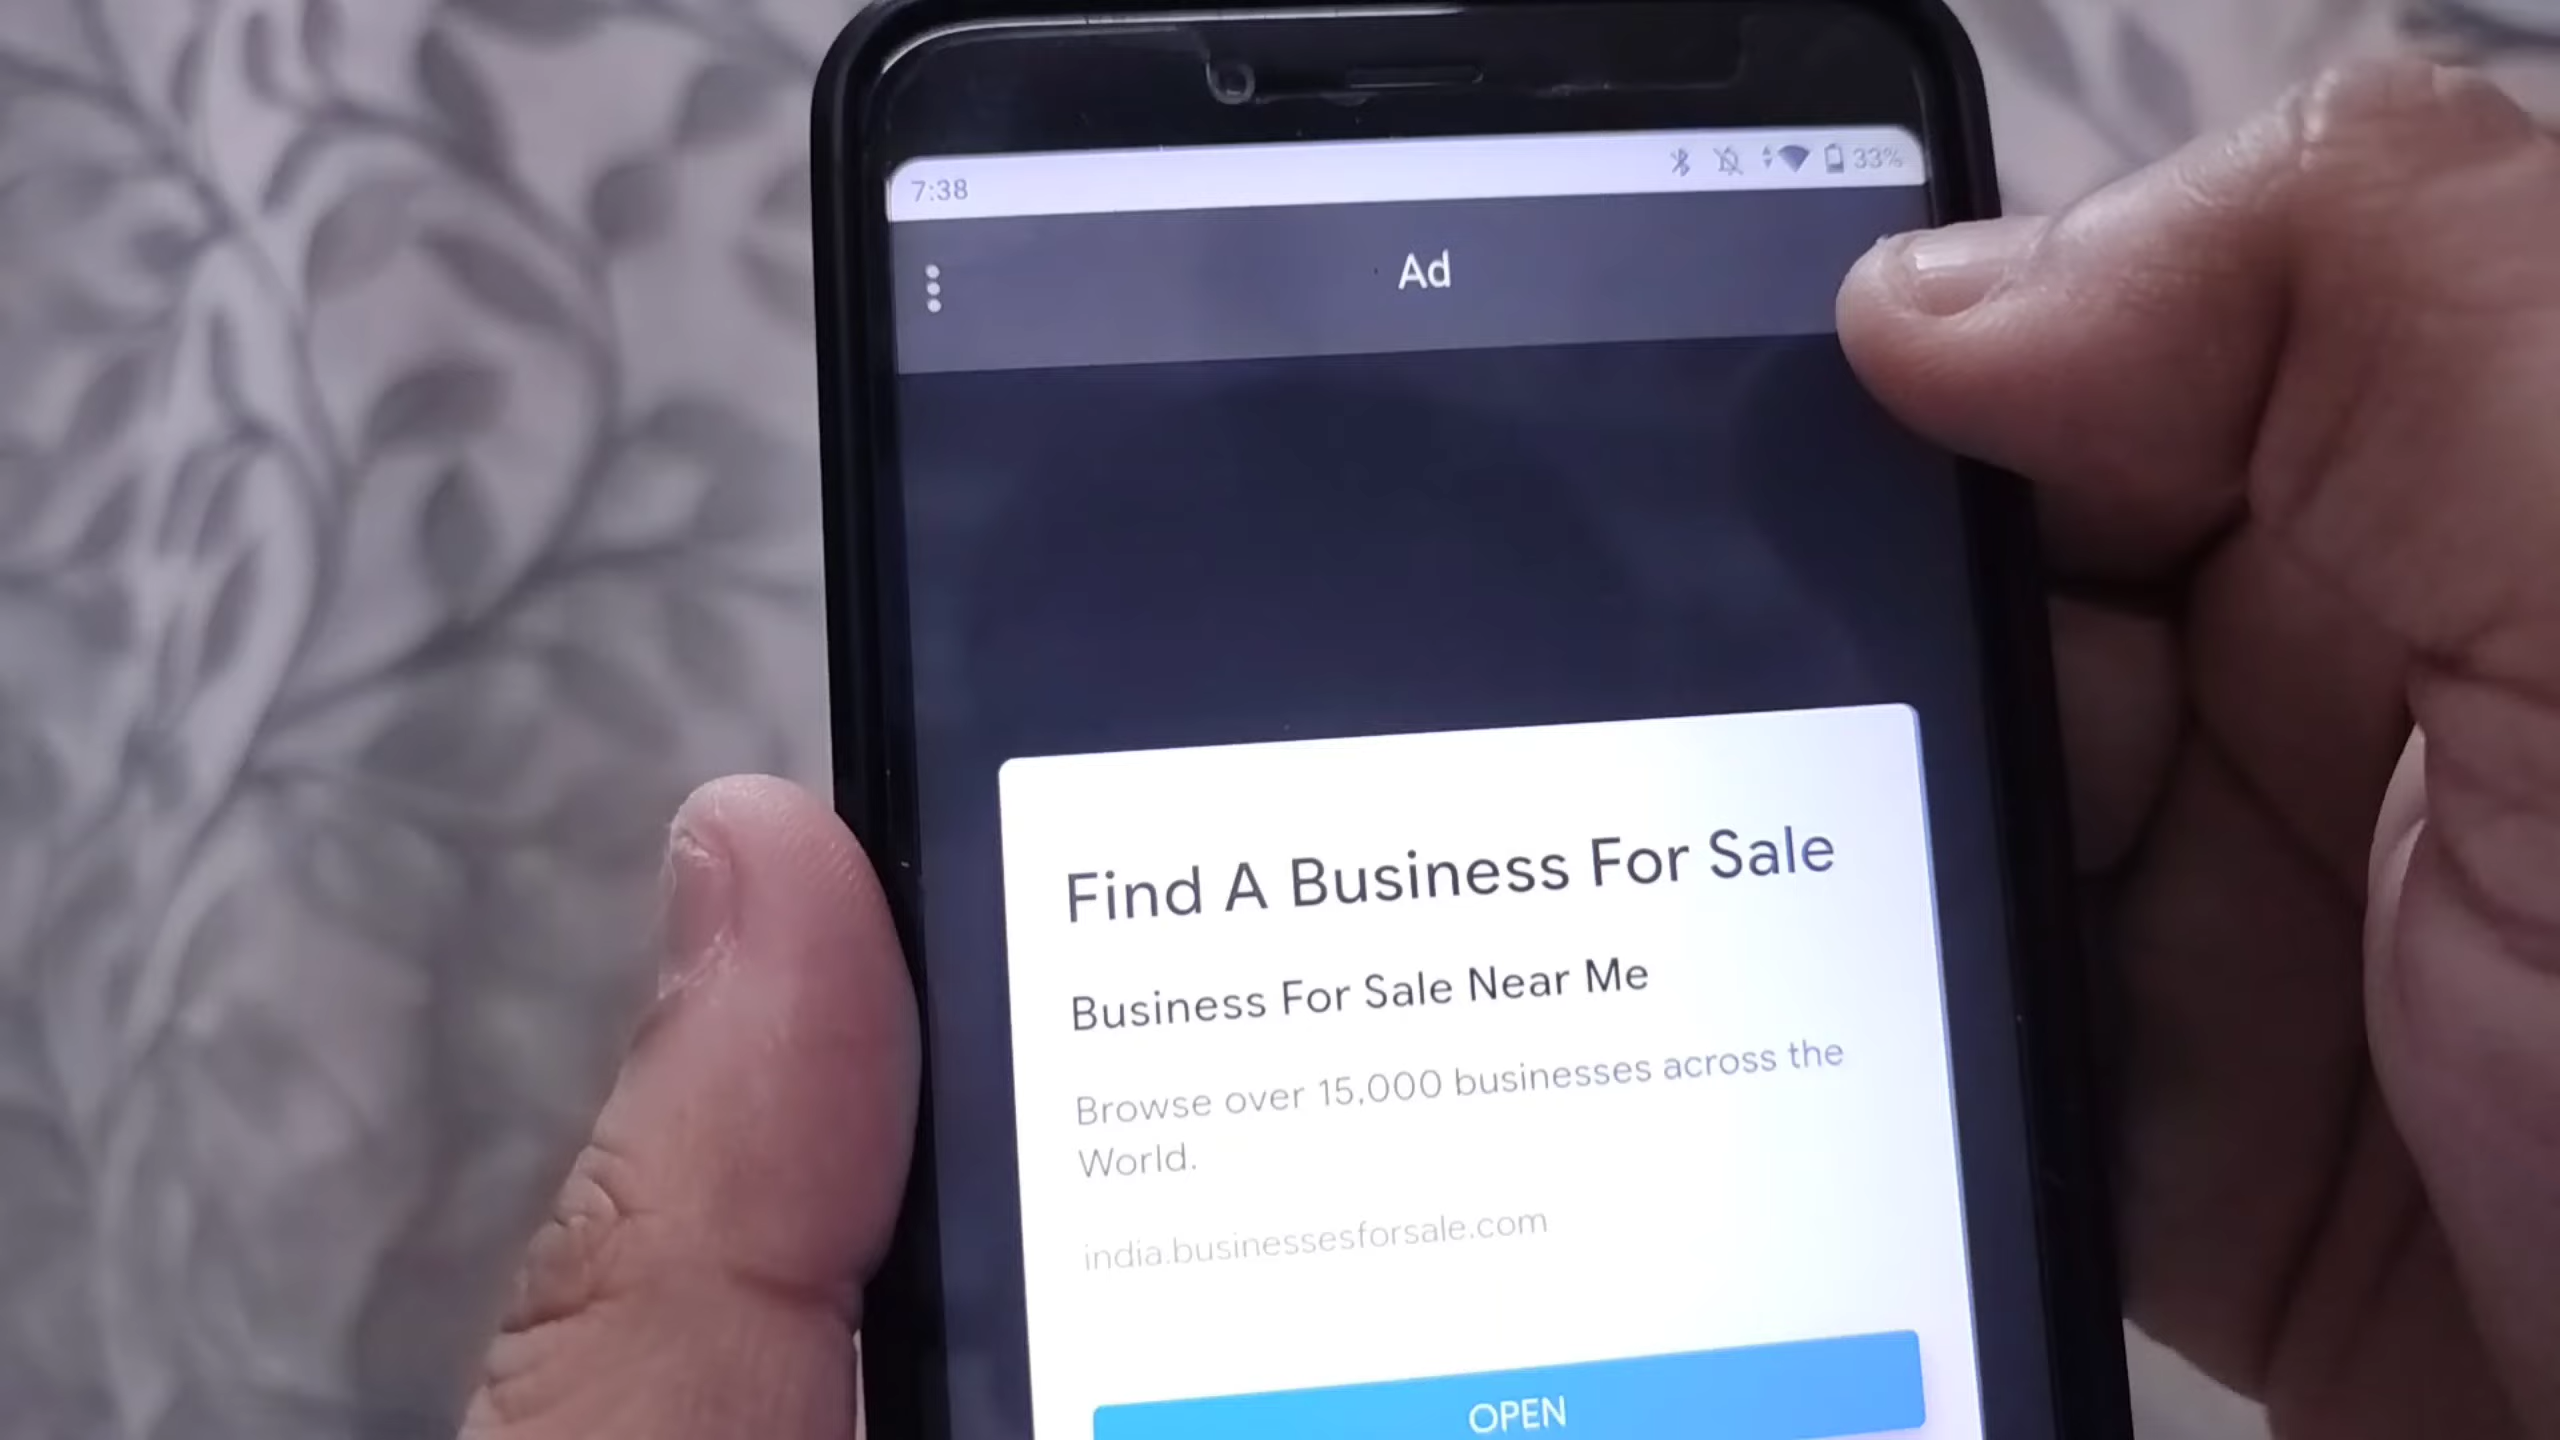 7:38
33%
Ad
Find A Business For Sale
Business For Sale Near Me
Browse over 15,000 businesses across the
World.
india.businessesforsale.com
OPEN